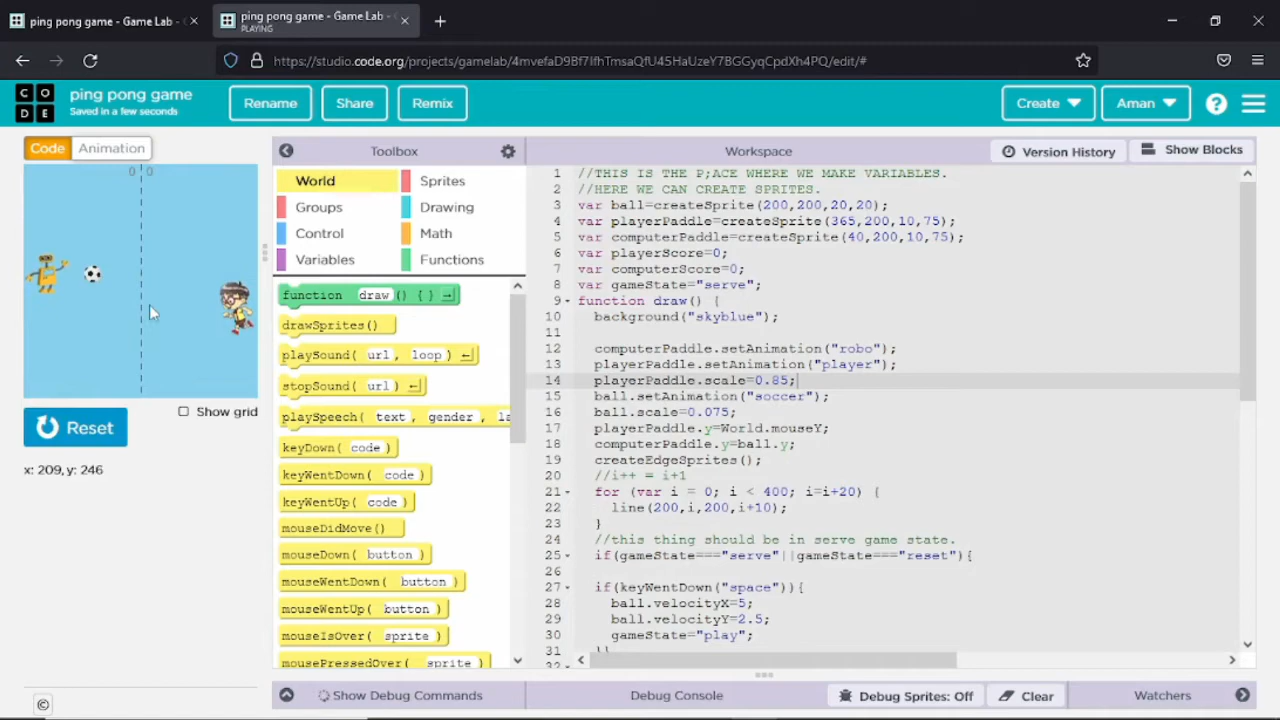 ping pong game - Game Lab -
ping pong game - Game Lab -
PLAYING
https://studio.code.org/projects/gamelab/4mvefaD9Bf7IfhTmsaQfU45HaUzeY7BGGyqCpdXh4PQ/edit/#
C O
D E
ping pong game
Saved in a few seconds
Rename
Share
Remix
Create
Aman
?
Code
Animation
Toolbox
Workspace
Version History
Show Blocks
0 0
Reset
Show grid
x: 209, y: 246
World
Sprites
Groups
Drawing
Control
Math
Variables
Functions
function draw () { }
drawSprites()
playSound( url , loop )
stopSound( url )
playSpeech( text , gender , la
keyDown( code )
keyWentDown( code )
keyWentUp( code )
mouseDidMove()
mouseDown( button )
mouseWentDown( button )
mouseWentUp( button )
mouseIsOver( sprite )
mousePressedOver( sprite )
1 //THIS IS THE P;ACE WHERE WE MAKE VARIABLES.
2 //HERE WE CAN CREATE SPRITES.
3 var ball=createSprite(200,200,20,20);
4 var playerPaddle=createSprite(365,200,10,75);
5 var computerPaddle=createSprite(40,200,10,75);
6 var playerScore=0;
7 var computerScore=0;
8 var gameState="serve";
9 function draw() {
10 background("skyblue");
11
12 computerPaddle.setAnimation("robo");
13 playerPaddle.setAnimation("player");
14 playerPaddle.scale=0.85;
15 ball.setAnimation("soccer");
16 ball.scale=0.075;
17 playerPaddle.y=World.mouseY;
18 computerPaddle.y=ball.y;
19 createEdgeSprites();
20 //i++ = i+1
21 for (var i = 0; i < 400; i=i+20) {
22 line(200,i,200,i+10);
23 }
24 //this thing should be in serve game state.
25 if(gameState==="serve"||gameState==="reset"){
26
27 if(keyWentDown("space")){
28 ball.velocityX=5;
29 ball.velocityY=2.5;
30 gameState="play";
31 }}
32
©
Show Debug Commands
Debug Console
Debug Sprites: Off
Clear
Watchers